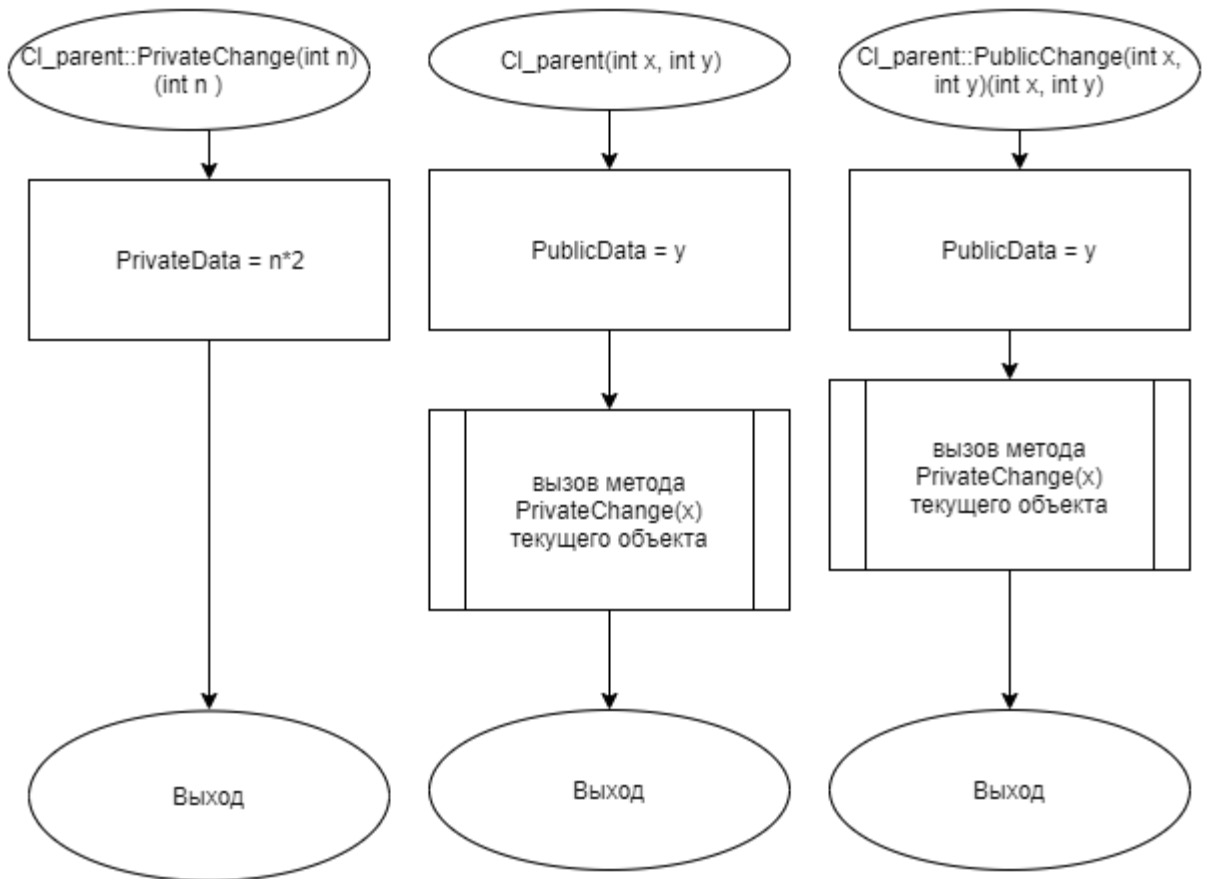 Cl_parent::PrivateChange(int n)
(int n )
PrivateData = n*2
Выход
Cl_parent(int x, int y)
PublicData = y
вызов метода
PrivateChange(x)
текущего объекта
Выход
Cl_parent::PublicChange(int x,
int y)(int x, int y)
PublicData = y
вызов метода
PrivateChange(x)
текущего объекта
Выход